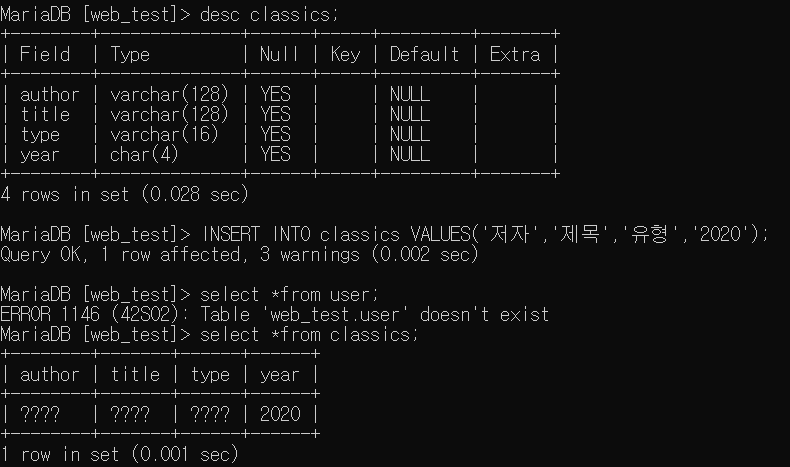 MariaDB [web_test]> desc classics;
+--------+--------------+------+-----+---------+-------+
| Field  | Type         | Null | Key | Default | Extra |
+--------+--------------+------+-----+---------+-------+
| author | varchar(128) | YES  |     | NULL    |       |
| title  | varchar(128) | YES  |     | NULL    |       |
| type   | varchar(16)  | YES  |     | NULL    |       |
| year   | char(4)      | YES  |     | NULL    |       |
+--------+--------------+------+-----+---------+-------+
4 rows in set (0.028 sec)
MariaDB [web_test]> INSERT INTO classics VALUES('저자','제목','유형','2020');
Query OK, 1 row affected, 3 warnings (0.002 sec)
MariaDB [web_test]> select *from user;
ERROR 1146 (42S02): Table 'web_test.user' doesn't exist
MariaDB [web_test]> select *from classics;
+--------+-------+------+------+
| author | title | type | year |
+--------+-------+------+------+
| ????   | ????  | ???? | 2020 |
+--------+-------+------+------+
1 row in set (0.001 sec)